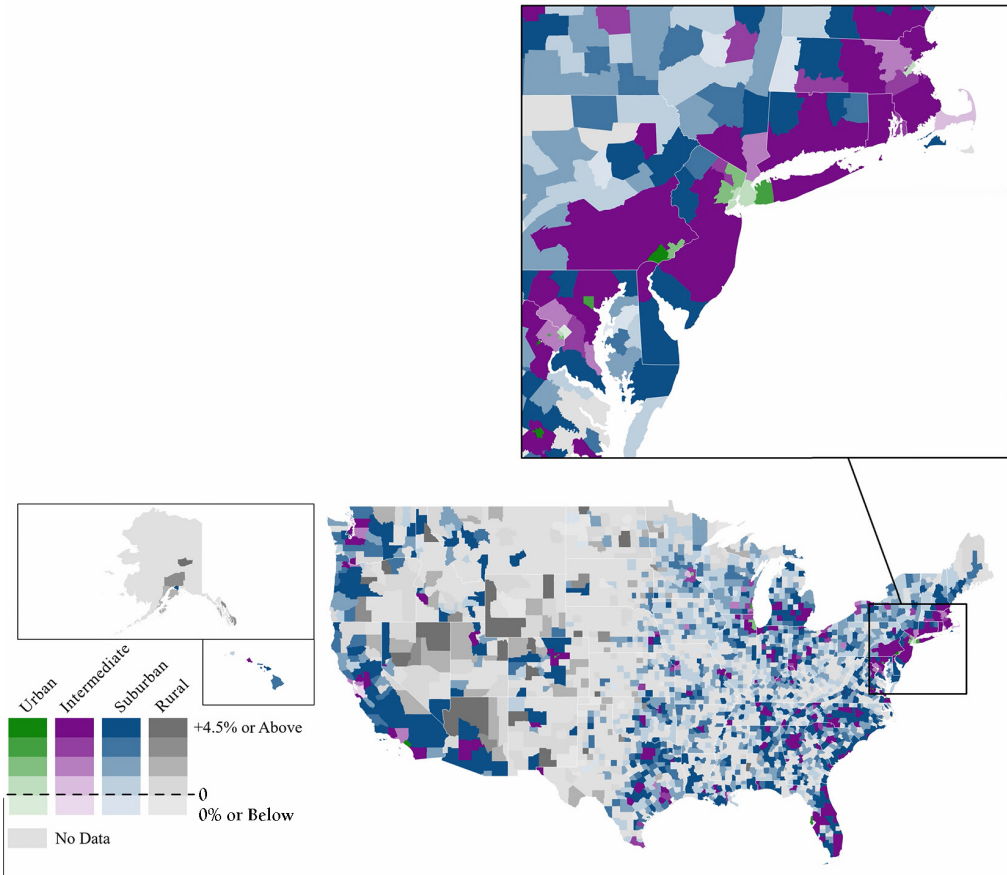 Urban
Intermediate
Suburban
Rural
+4.5% or Above
0
0% or Below
No Data